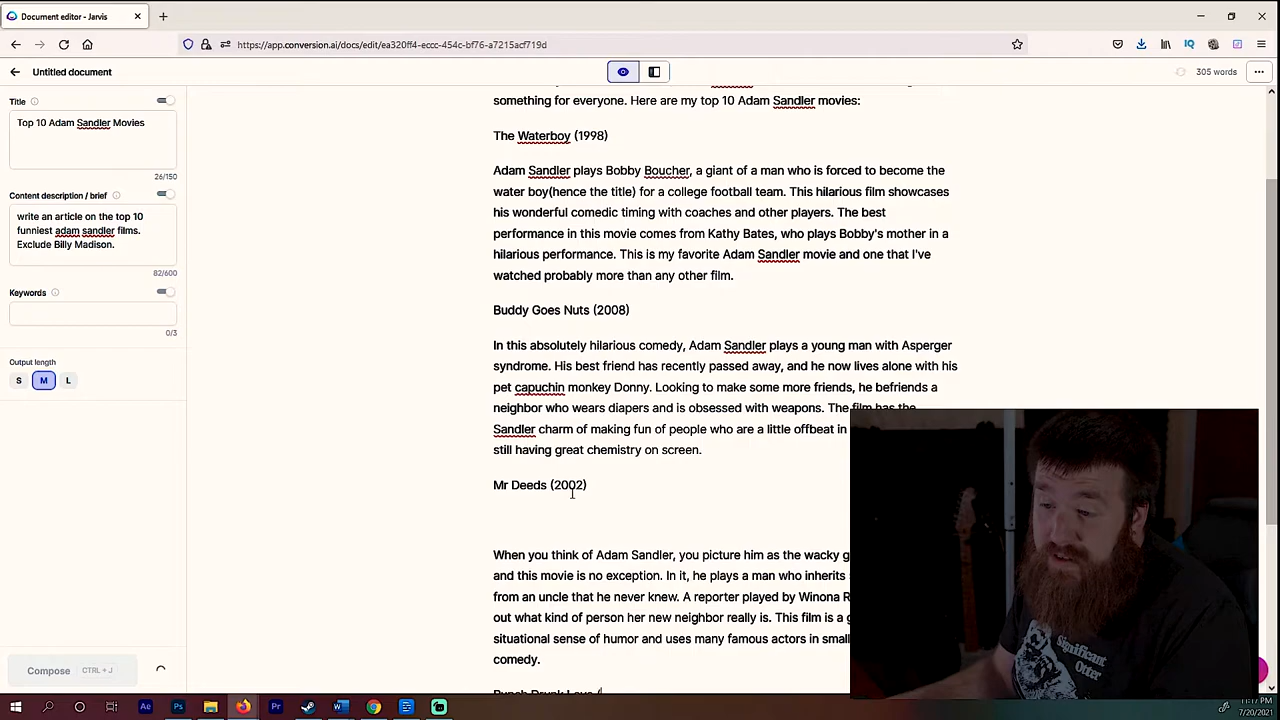 Document editor - Jarvis
https://app.conversion.ai/docs/edit/ea320ff4-eccc-454c-bf76-a7215acf719d
Untitled document
305 words
Title
Top 10 Adam Sandler Movies
26/150
Content description / brief
write an article on the top 10
funniest adam sandler films.
Exclude Billy Madison.
82/600
Keywords
0/3
Output length
S M L
Compose CTRL + J
something for everyone. Here are my top 10 Adam Sandler movies:
The Waterboy (1998)
Adam Sandler plays Bobby Boucher, a giant of a man who is forced to become the
water boy(hence the title) for a college football team. This hilarious film showcases
his wonderful comedic timing with coaches and other players. The best
performance in this movie comes from Kathy Bates, who plays Bobby's mother in a
hilarious performance. This is my favorite Adam Sandler movie and one that I've
watched probably more than any other film.
Buddy Goes Nuts (2008)
In this absolutely hilarious comedy, Adam Sandler plays a young man with Asperger
syndrome. His best friend has recently passed away, and he now lives alone with his
pet capuchin monkey Donny. Looking to make some more friends, he befriends a
neighbor who wears diapers and is obsessed with weapons. The film has the
Sandler charm of making fun of people who are a little offbeat in
still having great chemistry on screen.
Mr Deeds (2002)
When you think of Adam Sandler, you picture him as the wacky g
and this movie is no exception. In it, he plays a man who inherits
from an uncle that he never knew. A reporter played by Winona R
out what kind of person her new neighbor really is. This film is a g
situational sense of humor and uses many famous actors in small
comedy.
Punch Drunk Love (
Significant
Otter
11:17 PM
7/20/2021